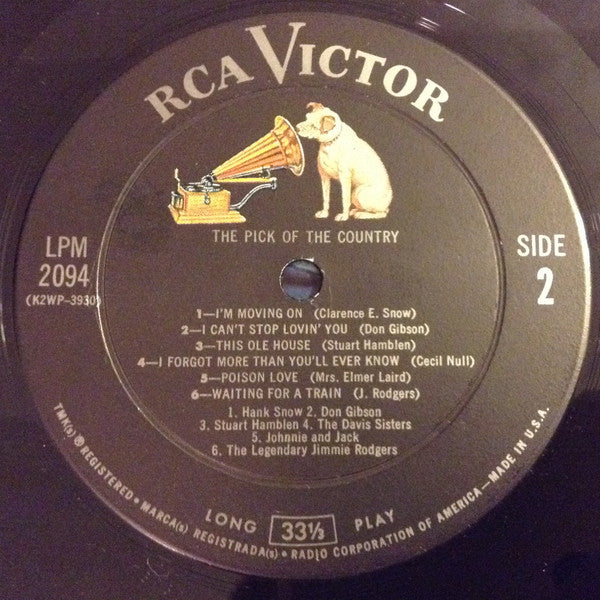 RCA VICTOR
THE PICK OF THE COUNTRY
LPM
2094
(K2WP-3930)
SIDE
2
1—I'M MOVING ON (Clarence E. Snow)
2—I CAN'T STOP LOVIN' YOU (Don Gibson)
3—THIS OLE HOUSE (Stuart Hamblen)
4—I FORGOT MORE THAN YOU'LL EVER KNOW (Cecil Null)
5—POISON LOVE (Mrs. Elmer Laird)
6—WAITING FOR A TRAIN (J. Rodgers)
1. Hank Snow 2. Don Gibson
3. Stuart Hamblen 4. The Davis Sisters
5. Johnnie and Jack
6. The Legendary Jimmie Rodgers
LONG 33⅓ PLAY
TMK(s) ® REGISTERED • MARCA(s) REGISTRADA(s) • RADIO CORPORATION OF AMERICA—MADE IN U.S.A.